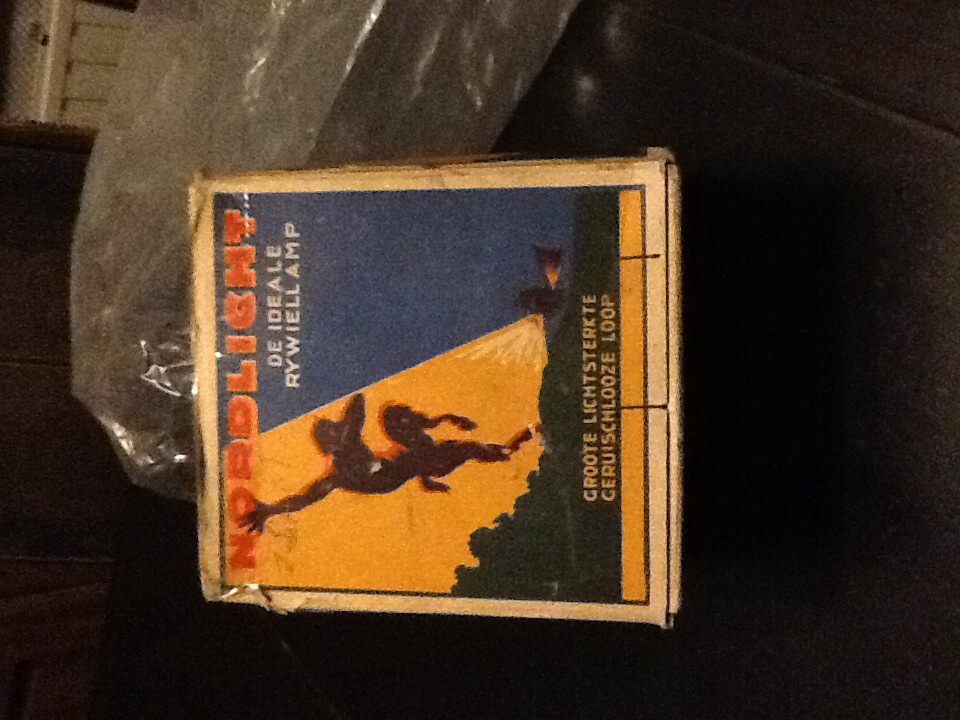 NORDLICHT
DE IDEALE
RYWIELLAMP
GROOTE LICHTSTERKTE
GERUISCHLOOZE LOOP